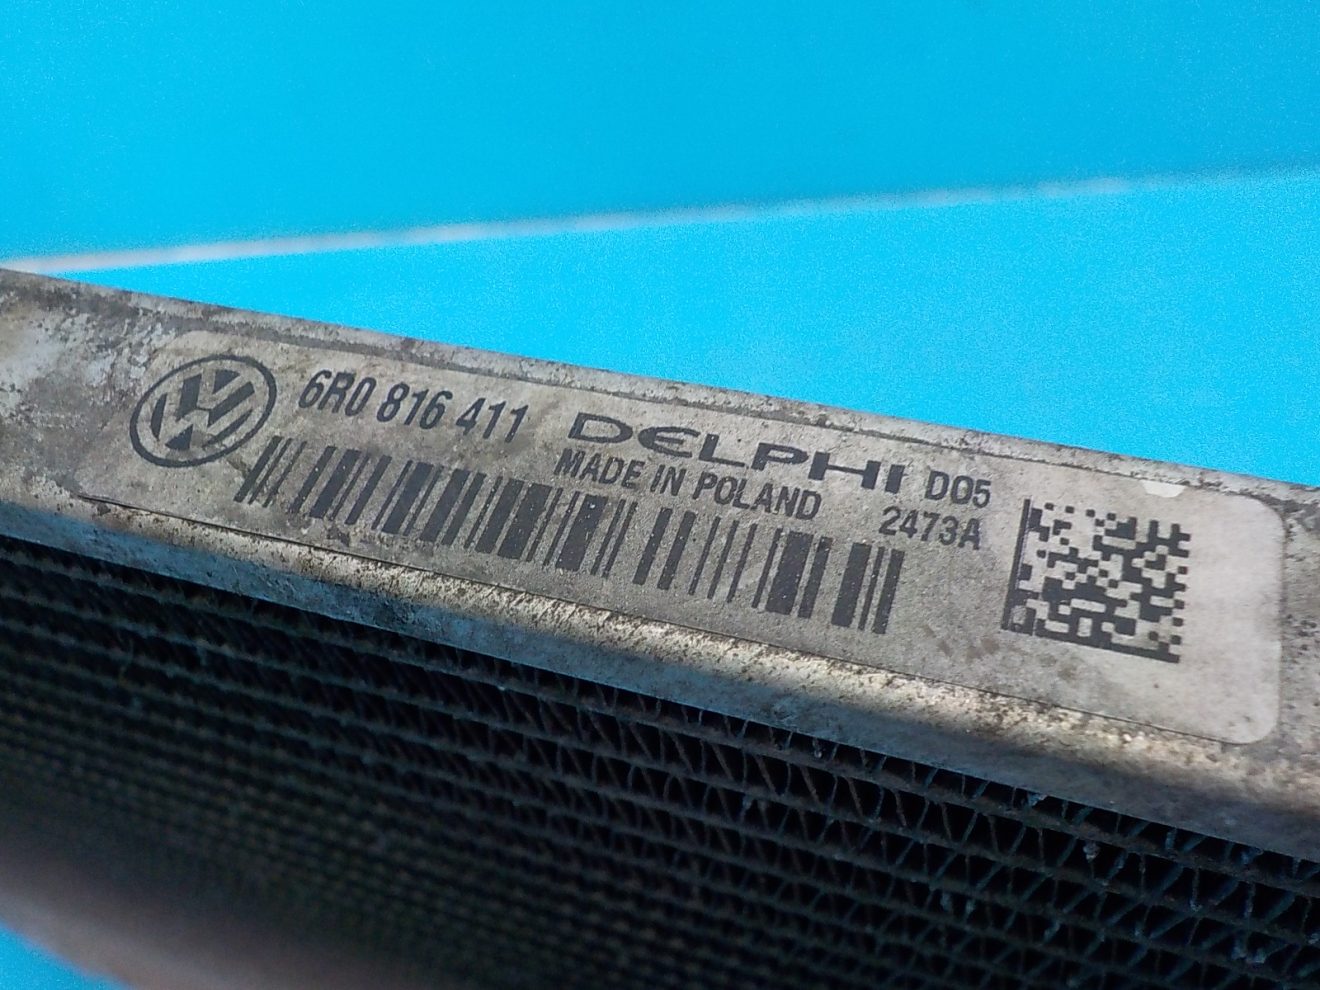 6R0 816 411 DELPHI D05
MADE IN POLAND 2473A